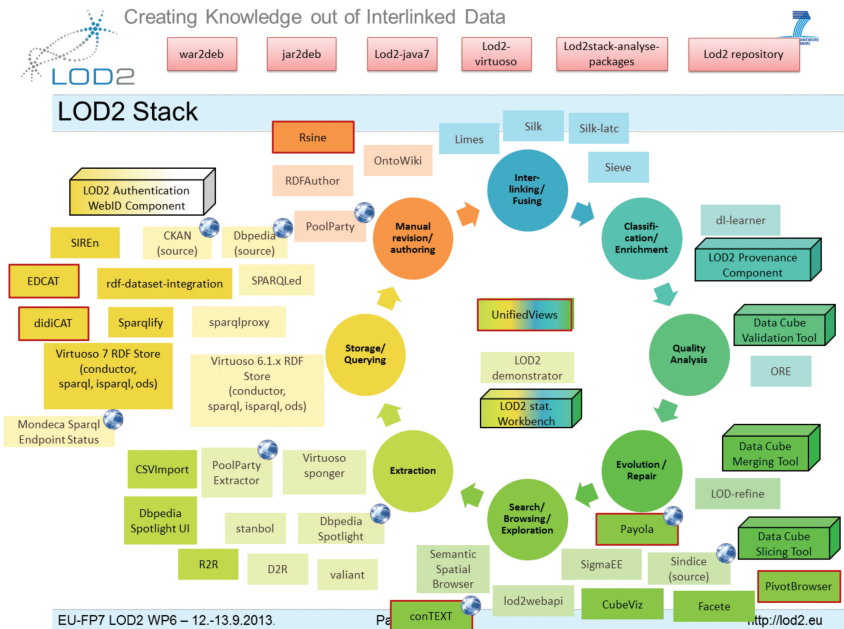 Creating Knowledge out of Interlinked Data
LOD2
war2deb
jar2deb
Lod2-java7
Lod2-
virtuoso
Lod2stack-analyse-
packages
Lod2 repository
LOD2 Stack
Rsine
Limes
Silk
Silk-latc
Sieve
OntoWiki
RDFAuthor
PoolParty
LOD2 Authentication
WebID Component
SIREn
CKAN
(source)
Dbpedia
(source)
EDCAT
rdf-dataset-integration
SPARQLed
didiCAT
Sparqlify
sparqlproxy
Virtuoso 7 RDF Store
(conductor,
sparql, isparql, ods)
Virtuoso 6.1.x RDF
Store
(conductor,
sparql, isparql, ods)
Mondeca Sparql
Endpoint Status
Manual
revision/
authoring
Inter-
linking/
Fusing
Classifi-
cation/
Enrichment
dl-learner
LOD2 Provenance
Component
UnifiedViews
LOD2
demonstrator
LOD2 stat.
Workbench
Storage/
Querying
Quality
Analysis
Data Cube
Validation Tool
ORE
CSVImport
PoolParty
Extractor
Virtuoso
sponger
Extraction
Search/
Browsing/
Exploration
Evolution /
Repair
Data Cube
Merging Tool
LOD-refine
Dbpedia
Spotlight UI
stanbol
Dbpedia
Spotlight
R2R
D2R
valiant
Payola
Data Cube
Slicing Tool
Semantic
Spatial
Browser
SigmaEE
Sindice
(source)
PivotBrowser
lod2webapi
CubeViz
Facete
conTEXT
EU-FP7 LOD2 WP6 – 12.-13.9.2013
http://lod2.eu